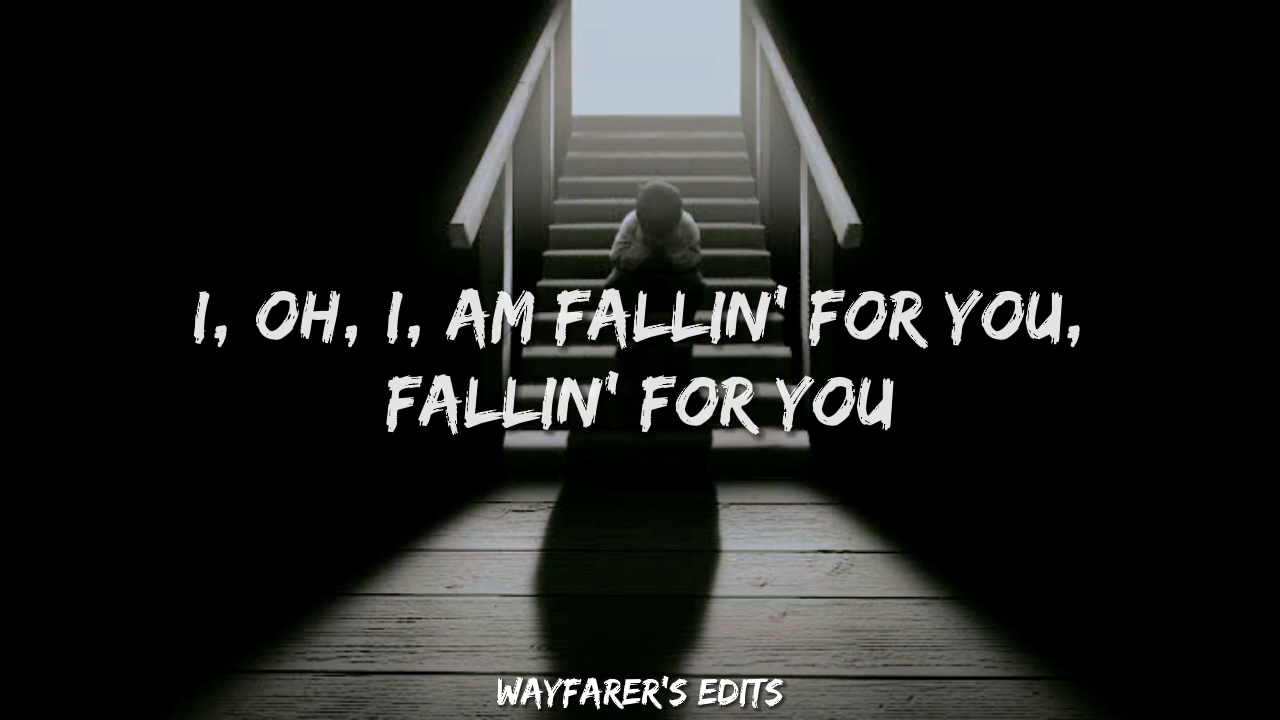 I, OH, I, AM FALLIN' FOR YOU,
FALLIN' FOR YOU
WAYFARER'S EDITS